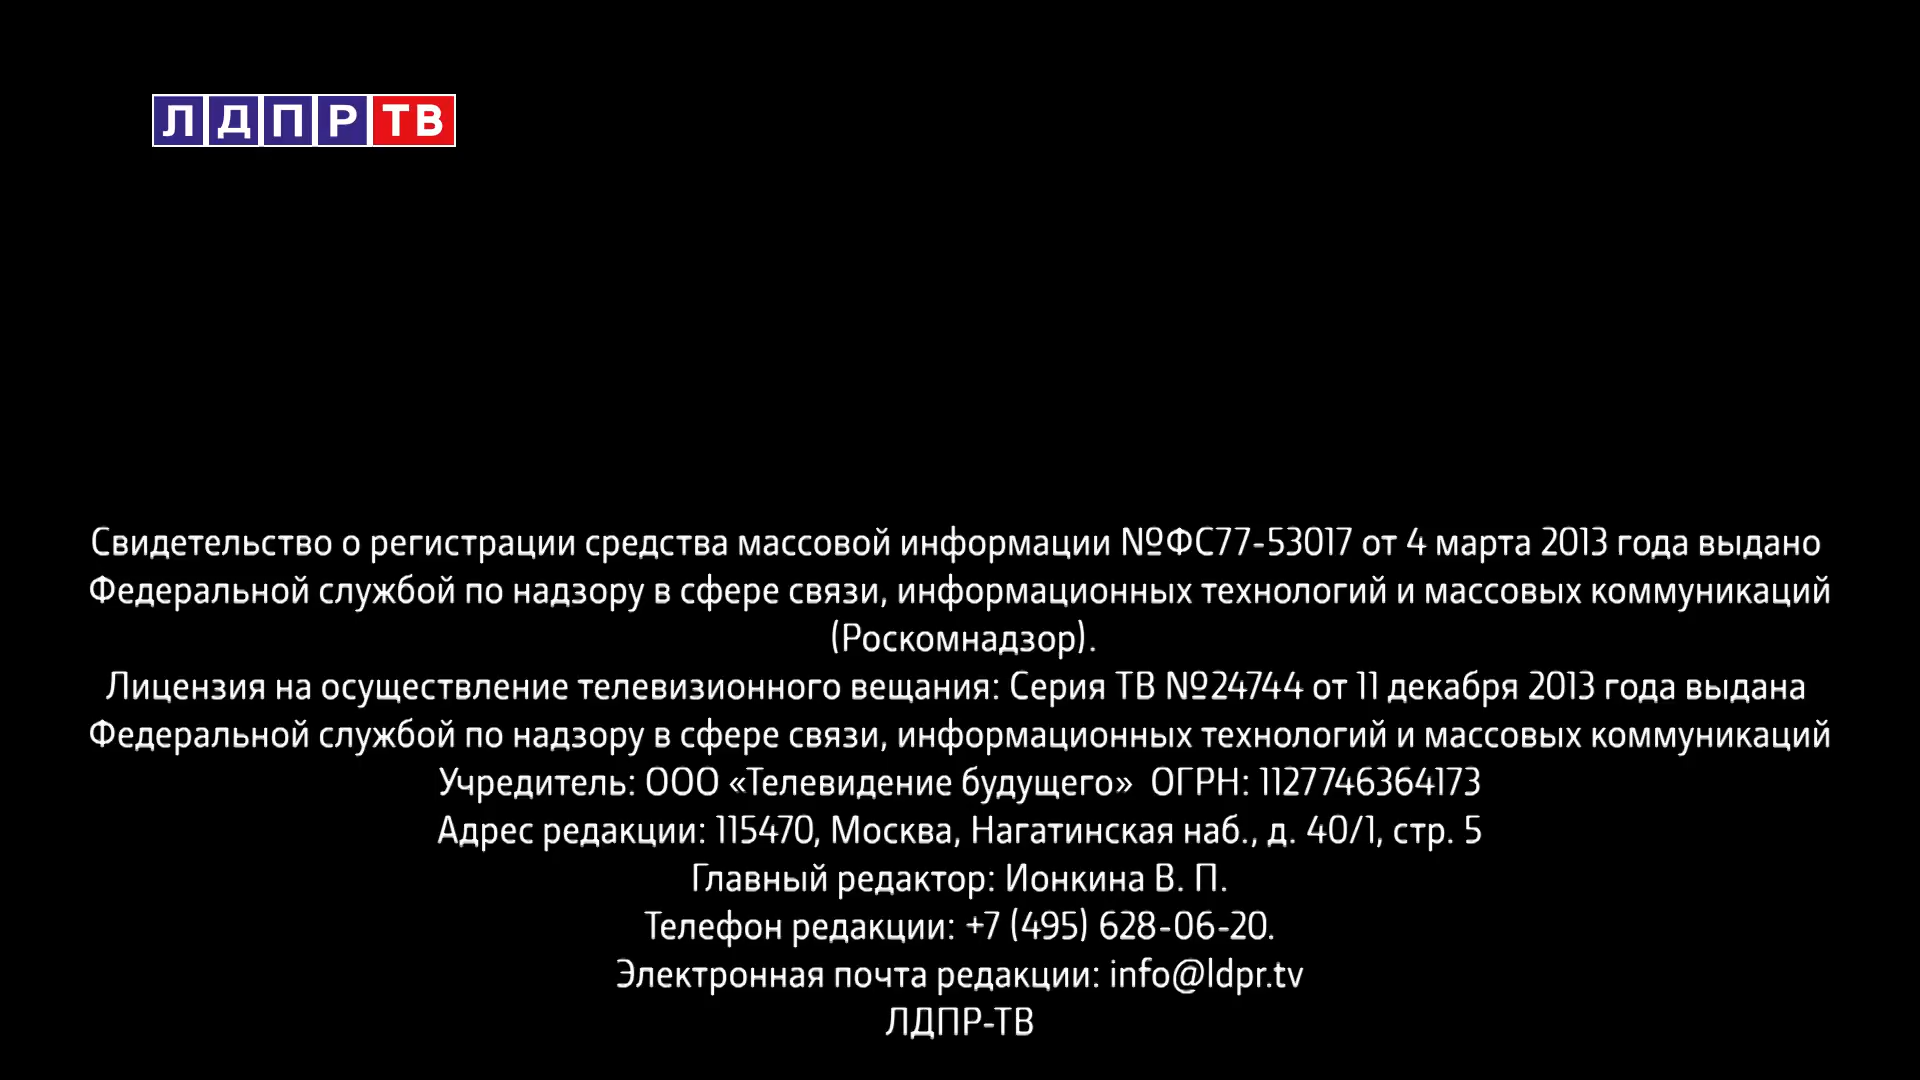 ЛДПР ТВ
Свидетельство о регистрации средства массовой информации №ФС77-53017 от 4 марта 2013 года выдано
Федеральной службой по надзору в сфере связи, информационных технологий и массовых коммуникаций
(Роскомнадзор).
Лицензия на осуществление телевизионного вещания: Серия ТВ №24744 от 11 декабря 2013 года выдана
Федеральной службой по надзору в сфере связи, информационных технологий и массовых коммуникаций
Учредитель: ООО «Телевидение будущего» ОГРН: 1127746364173
Адрес редакции: 115470, Москва, Нагатинская наб., д. 40/1, стр. 5
Главный редактор: Ионкина В. П.
Телефон редакции: +7 (495) 628-06-20.
Электронная почта редакции: info@ldpr.tv
ЛДПР-ТВ